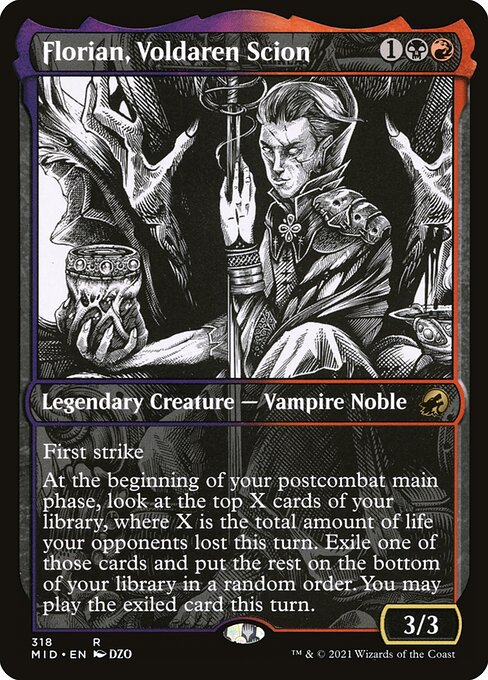 Florian, Voldaren Scion 1
Legendary Creature — Vampire Noble
First strike
At the beginning of your postcombat main
phase, look at the top X cards of your
library, where X is the total amount of life
your opponents lost this turn. Exile one of
those cards and put the rest on the bottom
of your library in a random order. You may
play the exiled card this turn.
3/3
318 R
MID • EN DZO ™ & © 2021 Wizards of the Coast